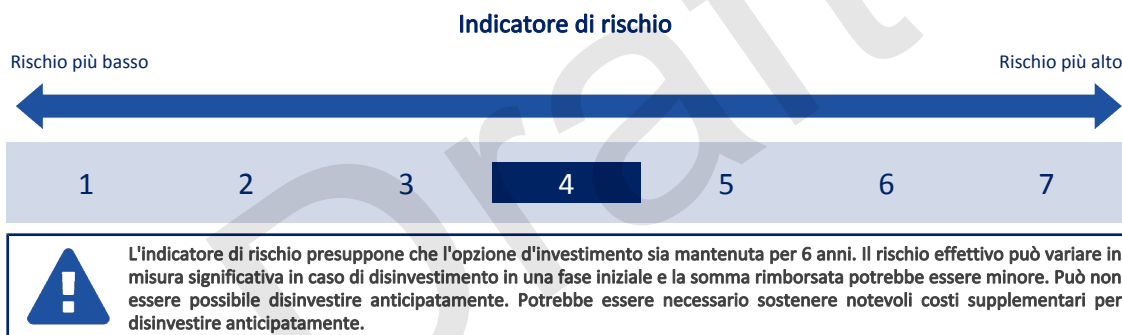 Indicatore di rischio
Rischio più basso
Rischio più alto
1 2 3 4 5 6 7
L'indicatore di rischio presuppone che l'opzione d'investimento sia mantenuta per 6 anni. Il rischio effettivo può variare in
misura significativa in caso di disinvestimento in una fase iniziale e la somma rimborsata potrebbe essere minore. Può non
essere possibile disinvestire anticipatamente. Potrebbe essere necessario sostenere notevoli costi supplementari per
disinvestire anticipatamente.
Draft